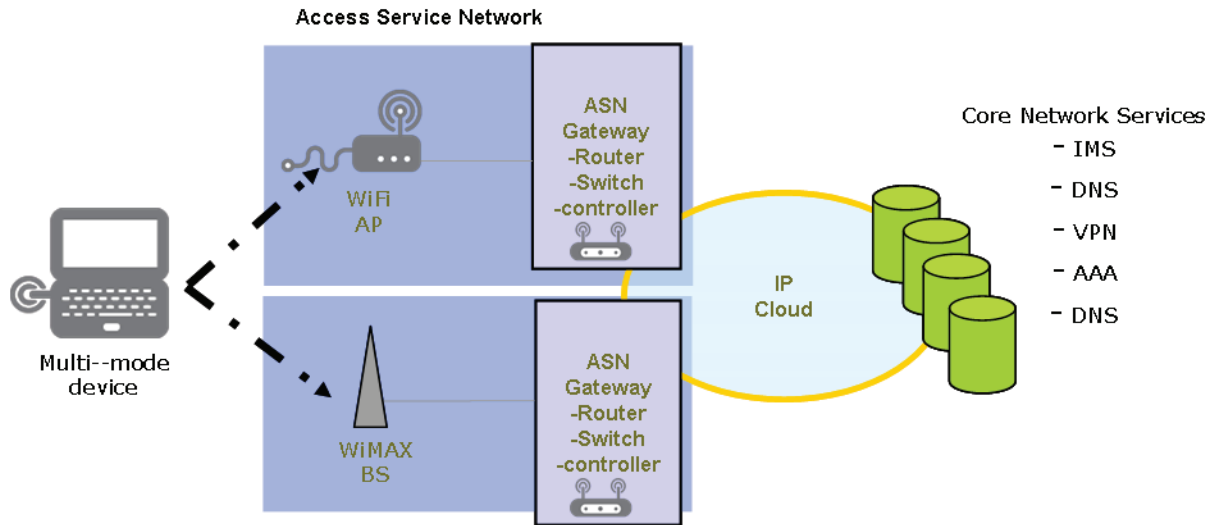 Access Service Network
WiFi
AP
ASN
Gateway
-Router
-Switch
-controller
Multi--mode
device
WiMAX
BS
ASN
Gateway
-Router
-Switch
-controller
IP
Cloud
Core Network Services
- IMS
- DNS
- VPN
- AAA
- DNS